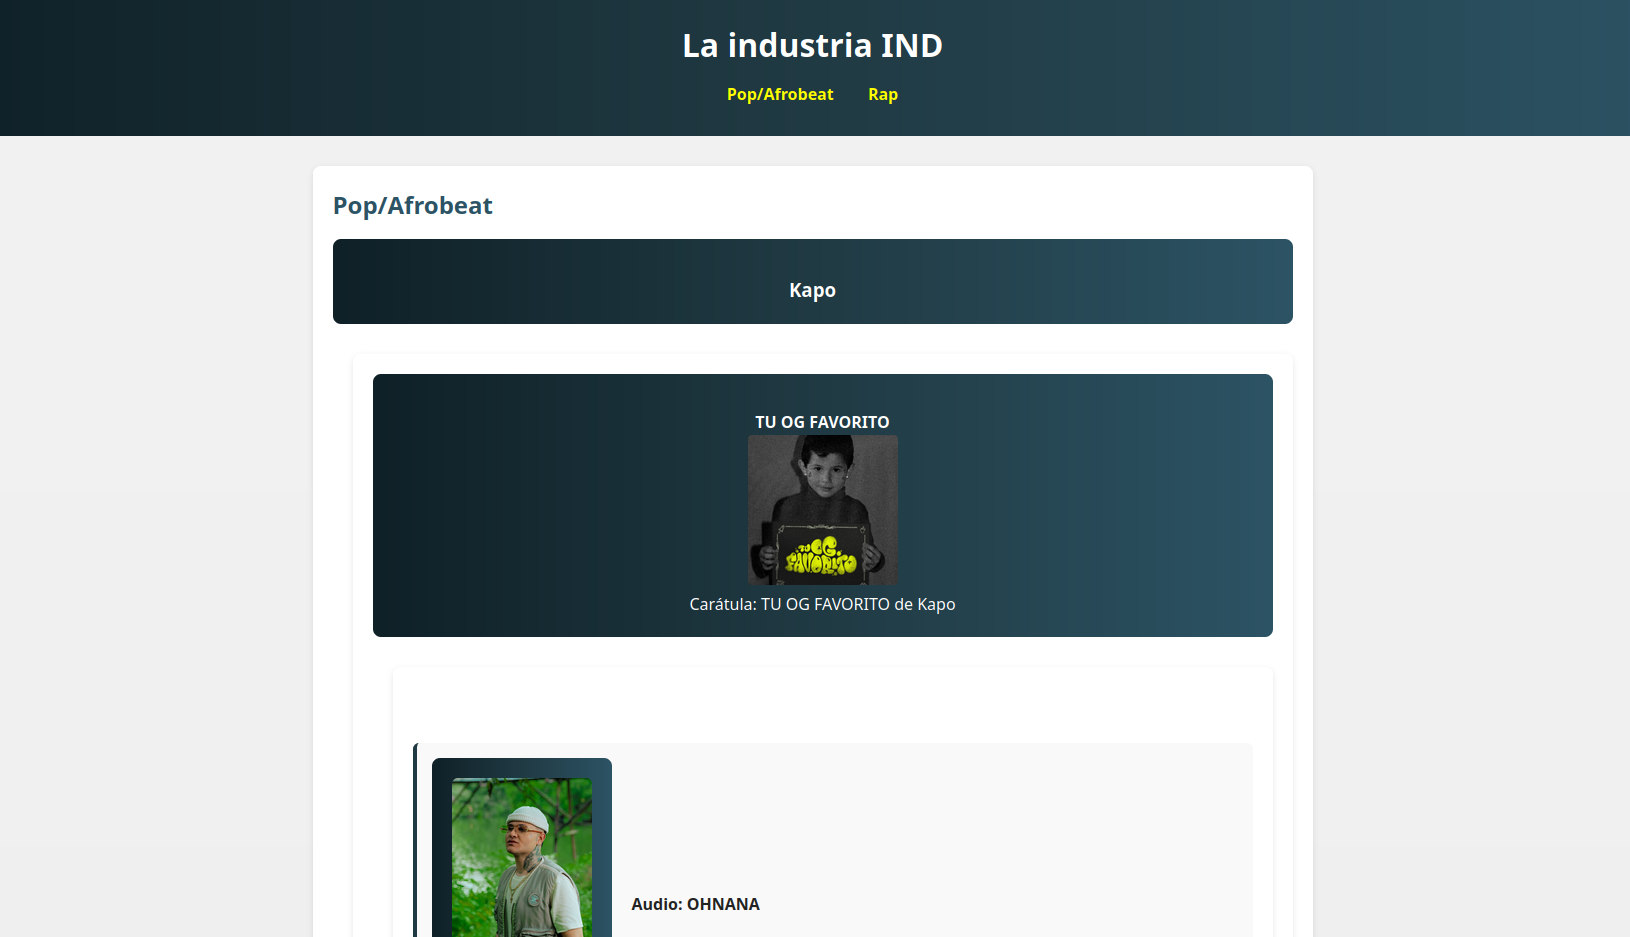 La industria IND
Pop/Afrobeat Rap
Pop/Afrobeat
Kapo
TU OG FAVORITO
TU OG
FAVORITO
Carátula: TU OG FAVORITO de Kapo
Audio: OHNANA